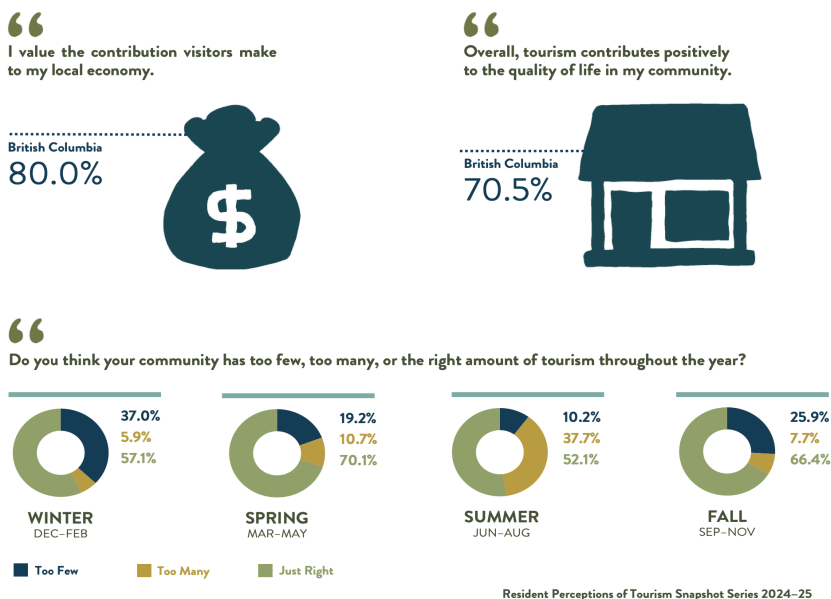 I value the contribution visitors make
to my local economy.
British Columbia
80.0%
$
Overall, tourism contributes positively
to the quality of life in my community.
British Columbia
70.5%
Do you think your community has too few, too many, or the right amount of tourism throughout the year?
37.0%
5.9%
57.1%
WINTER
DEC–FEB
19.2%
10.7%
70.1%
SPRING
MAR–MAY
10.2%
37.7%
52.1%
SUMMER
JUN–AUG
25.9%
7.7%
66.4%
FALL
SEP–NOV
Too Few
Too Many
Just Right
Resident Perceptions of Tourism Snapshot Series 2024–25